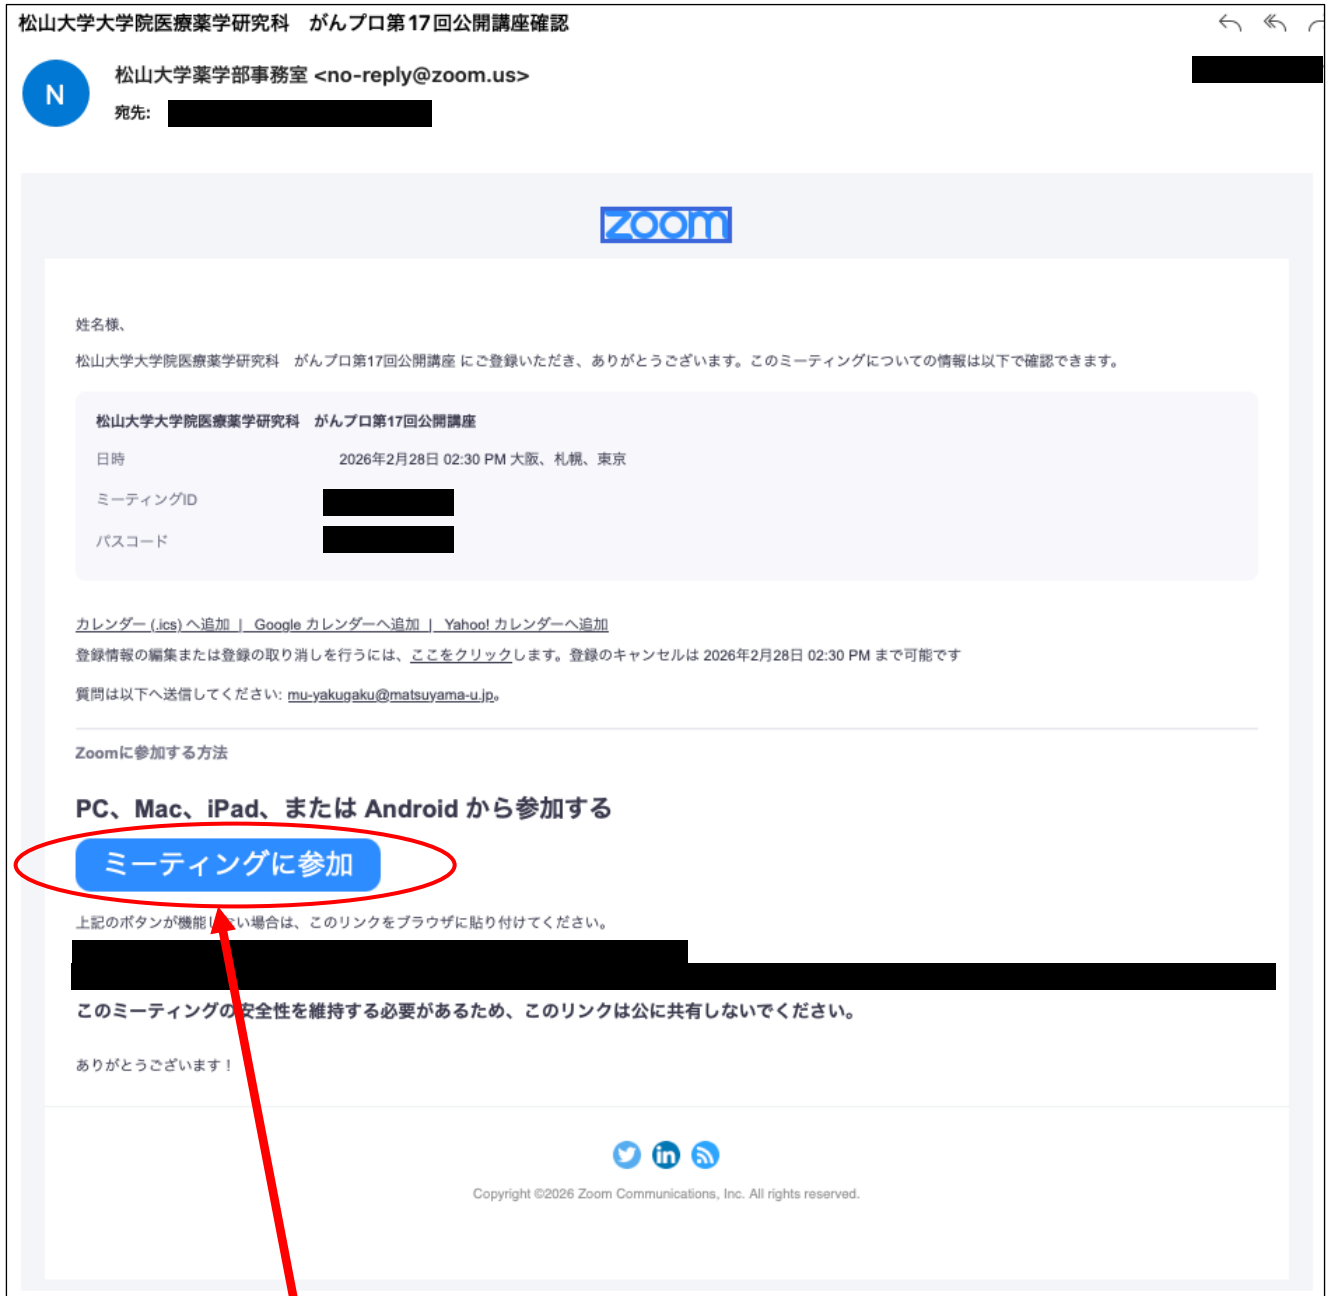 松山大学大学院医療薬学研究科　がんプロ第17回公開講座確認
N
松山大学薬学部事務室 <no-reply@zoom.us>
宛先:
zoom
姓名様、
松山大学大学院医療薬学研究科　がんプロ第17回公開講座 にご登録いただき、ありがとうございます。このミーティングについての情報は以下で確認できます。
松山大学大学院医療薬学研究科　がんプロ第17回公開講座
日時 2026年2月28日 02:30 PM 大阪、札幌、東京
ミーティングID
パスコード
カレンダー (.ics) へ追加 | Google カレンダーへ追加 | Yahoo! カレンダーへ追加
登録情報の編集または登録の取り消しを行うには、ここをクリックします。登録のキャンセルは 2026年2月28日 02:30 PM まで可能です
質問は以下へ送信してください: mu-yakugaku@matsuyama-u.jp。
Zoomに参加する方法
PC、Mac、iPad、または Android から参加する
ミーティングに参加
上記のボタンが機能しない場合は、このリンクをブラウザに貼り付けてください。
このミーティングの安全性を維持する必要があるため、このリンクは公に共有しないでください。
ありがとうございます！
in
Copyright ©2026 Zoom Communications, Inc. All rights reserved.